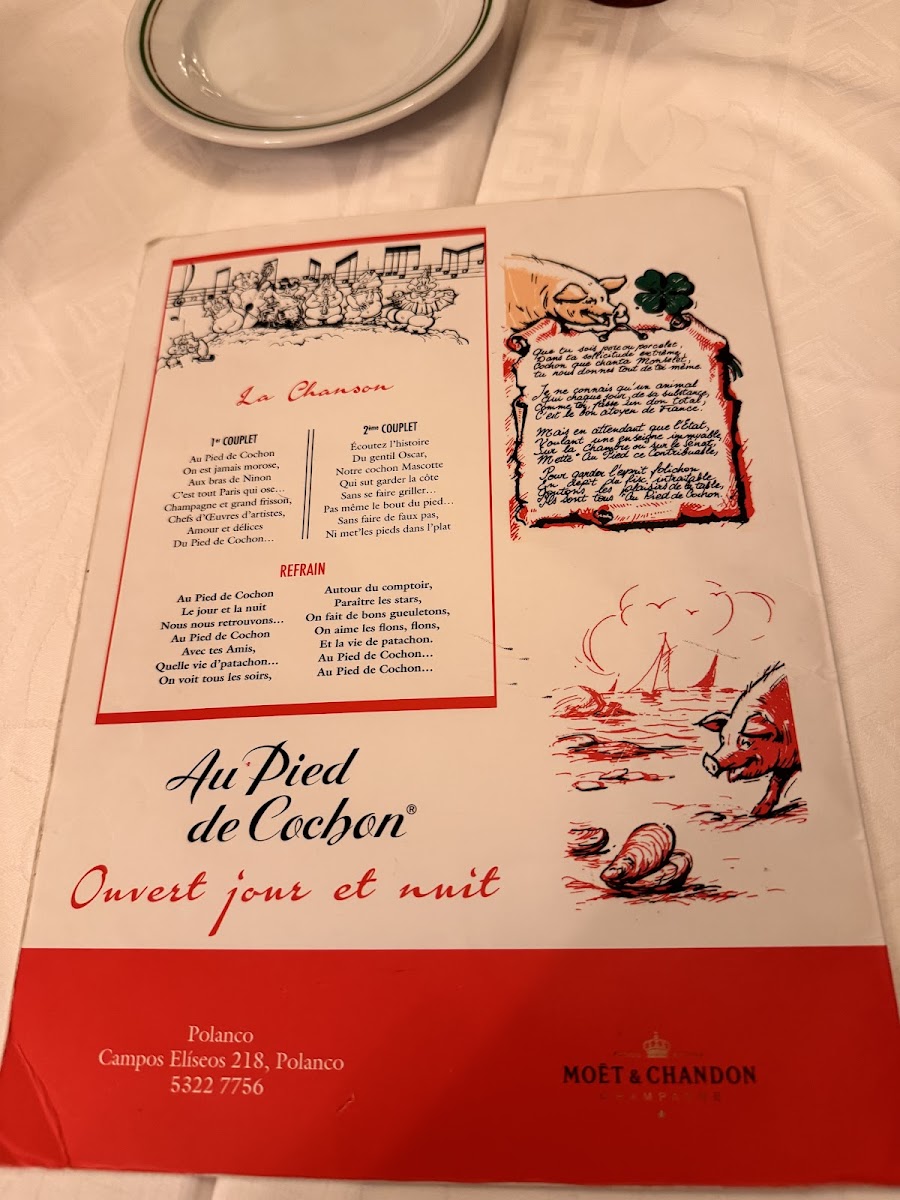 La Chanson
1er COUPLET
Au Pied de Cochon
On est jamais morose,
Aux bras de Ninon
C'est tout Paris qui ose...
Champagne et grand frisson,
Chefs d'Œuvres d'artistes,
Amour et délices
Du Pied de Cochon...
2ème COUPLET
Écoutez l'histoire
Du gentil Oscar,
Notre cochon Mascotte
Qui sut garder la côte
Sans se faire griller...
Pas même le bout du pied...
Sans faire de faux pas,
Ni met'les pieds dans l'plat
REFRAIN
Au Pied de Cochon
Le jour et la nuit
Nous nous retrouvons...
Au Pied de Cochon
Avec tes Amis,
Quelle vie d'patachon...
On voit tous les soirs,
Autour du comptoir,
Paraître les stars,
On fait de bons gueuletons,
On aime les flons, flons,
Et la vie de patachon.
Au Pied de Cochon...
Au Pied de Cochon...
Que tu sois porc ou porcelet,
Dans ta sollicitude extrême,
Cochon que chanta Monselet,
tu nous donnes tout de toi même.
Je ne connais qu'un animal
Qui chaque jour, de sa substance,
Comme toi, fasse un don total,
C'est le bon citoyen de France.
Mais en attendant que l'État,
Voulant une enseigne immuable,
Sur la Chambre ou sur le Sénat,
Mette "Au Pied ce Contribuable,
Pour garder l'esprit folichon
En dépit du fisc intraitable
Goûtons les plaisirs de la table,
Ils sont tous "Au Pied de Cochon.
Au Pied
de Cochon®
Ouvert jour et nuit
Polanco
Campos Elíseos 218, Polanco
5322 7756
MOËT & CHANDON
CHAMPAGNE